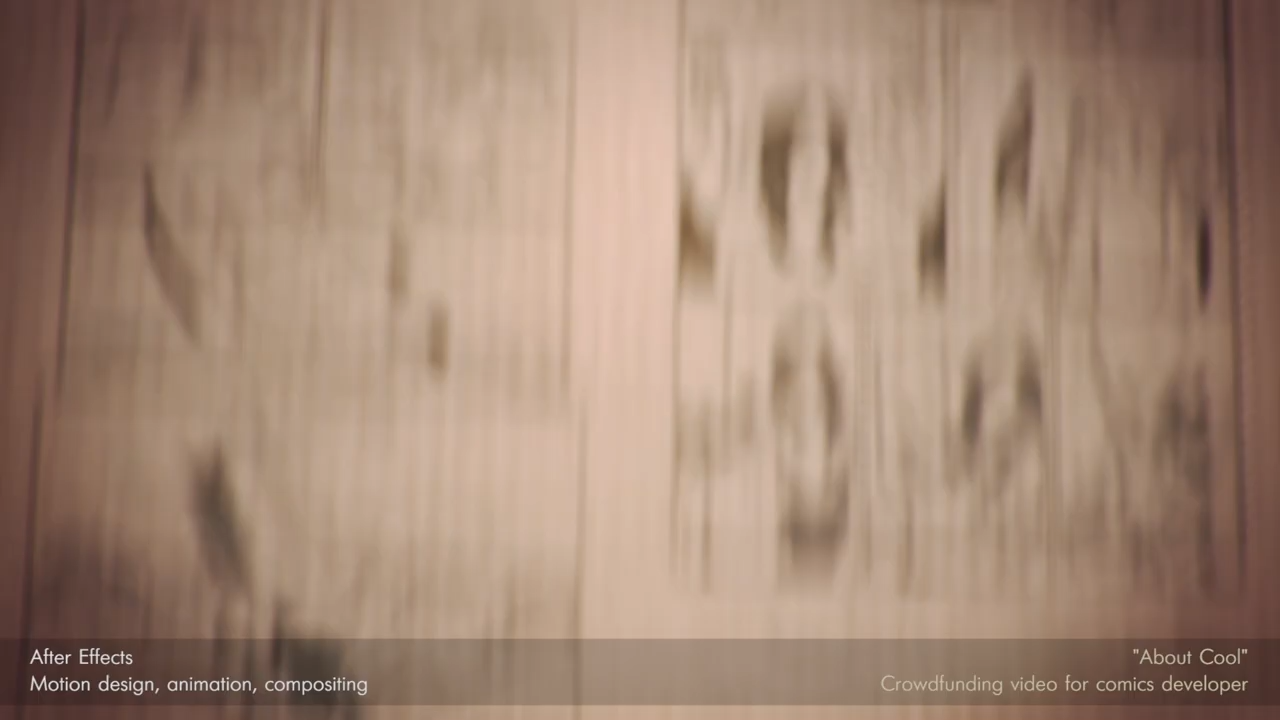 After Effects
Motion design, animation, compositing
"About Cool"
Crowdfunding video for comics developer